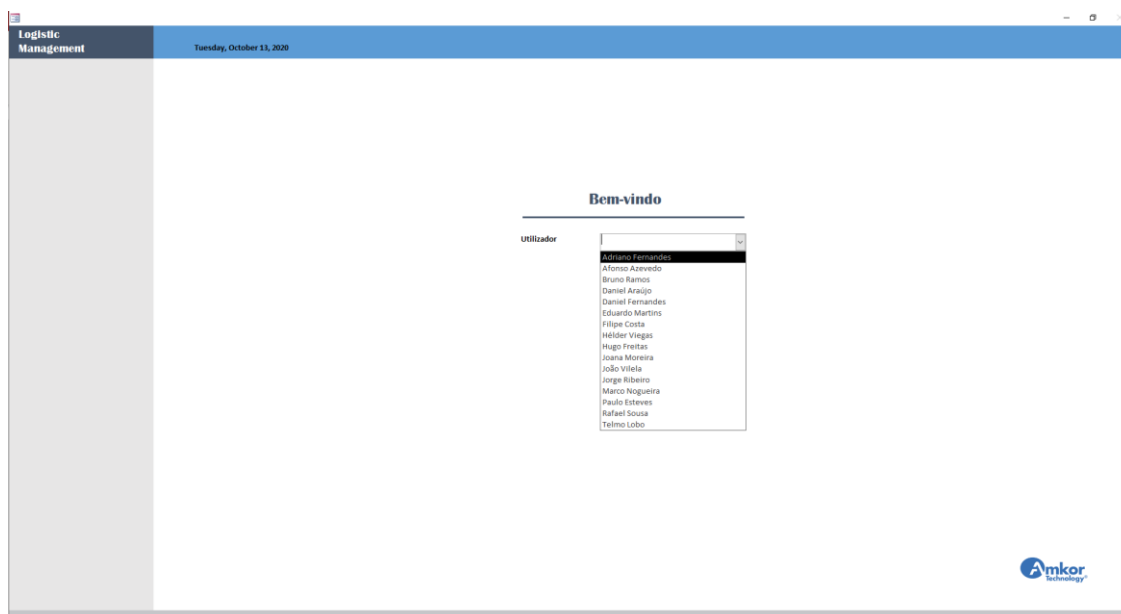 Logistic
Management
Tuesday, October 13, 2020
Bem-vindo
Utilizador
Adriano Fernandes
Afonso Azevedo
Bruno Ramos
Daniel Araújo
Daniel Fernandes
Eduardo Martins
Filipe Costa
Hélder Viegas
Hugo Freitas
Joana Moreira
João Vilela
Jorge Ribeiro
Marco Nogueira
Paulo Esteves
Rafael Sousa
Telmo Lobo
Amkor
Technology®